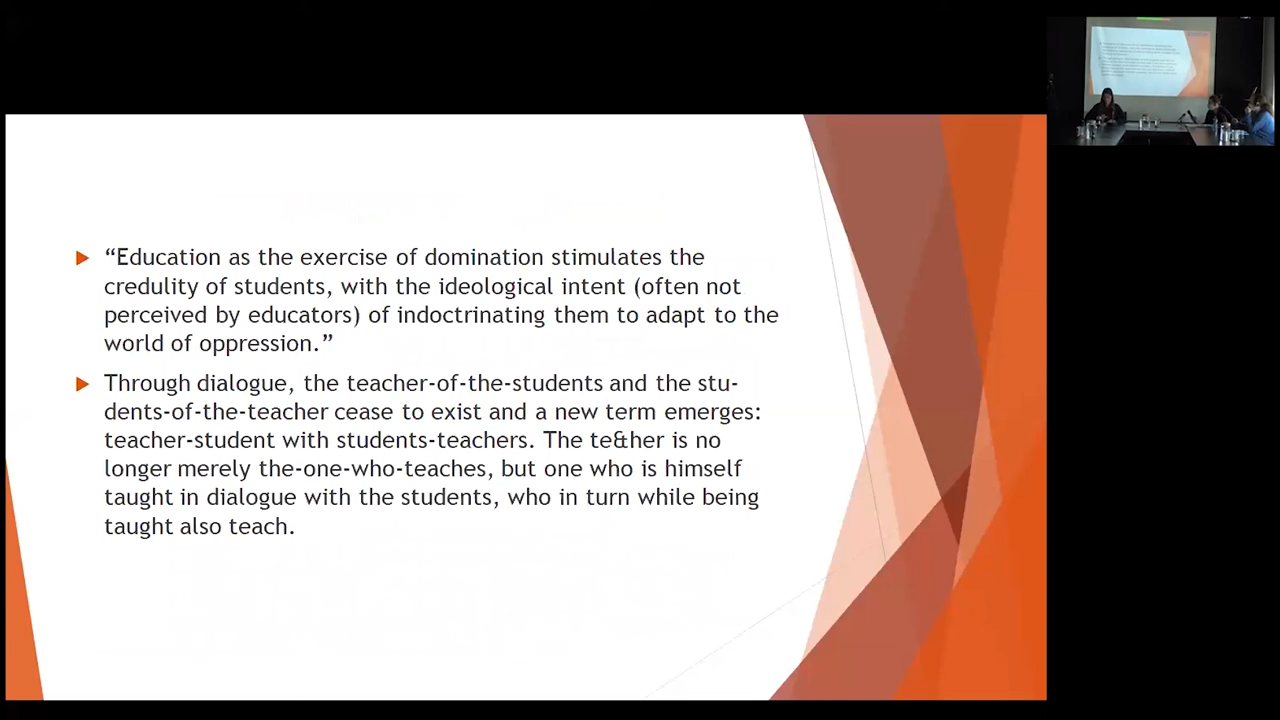 “Education as the exercise of domination stimulates the
credulity of students, with the ideological intent (often not
perceived by educators) of indoctrinating them to adapt to the
world of oppression.”
Through dialogue, the teacher-of-the-students and the stu-
dents-of-the-teacher cease to exist and a new term emerges:
teacher-student with students-teachers. The te&ther is no
longer merely the-one-who-teaches, but one who is himself
taught in dialogue with the students, who in turn while being
taught also teach.